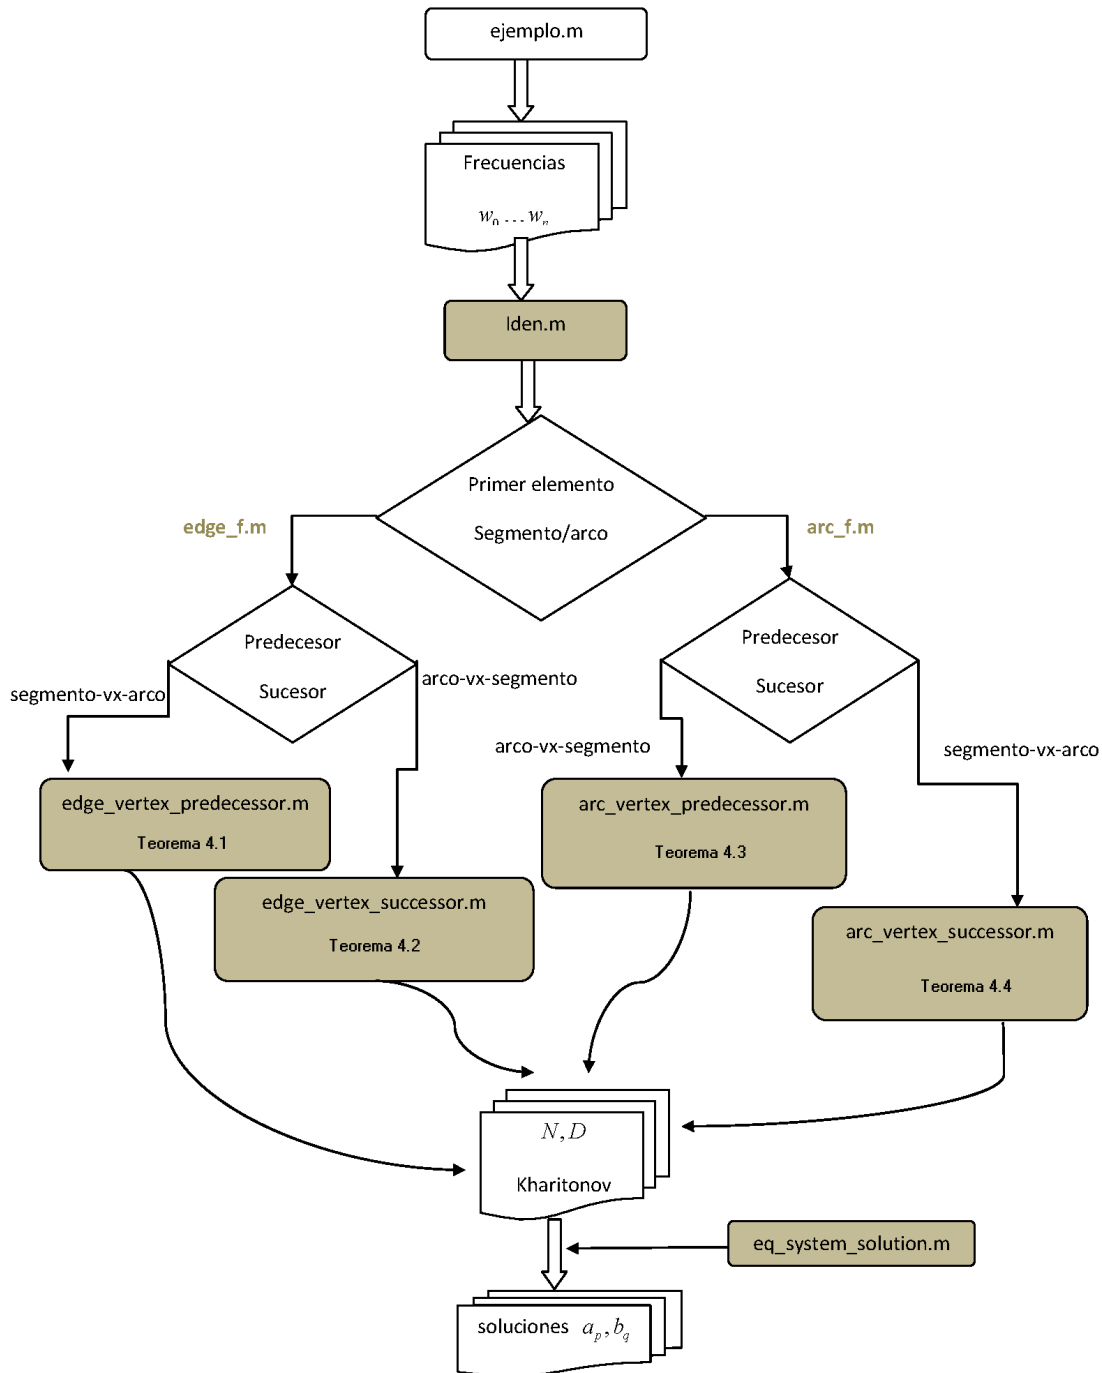 ejemplo.m
Frecuencias
w₀ ... wₙ
Iden.m
Primer elemento
Segmento/arco
edge_f.m
arc_f.m
Predecesor
Sucesor
Predecesor
Sucesor
segmento-vx-arco
arco-vx-segmento
arco-vx-segmento
segmento-vx-arco
edge_vertex_predecessor.m
Teorema 4.1
arc_vertex_predecessor.m
Teorema 4.3
edge_vertex_successor.m
Teorema 4.2
arc_vertex_successor.m
Teorema 4.4
N, D
Kharitonov
eq_system_solution.m
soluciones a_p, b_q